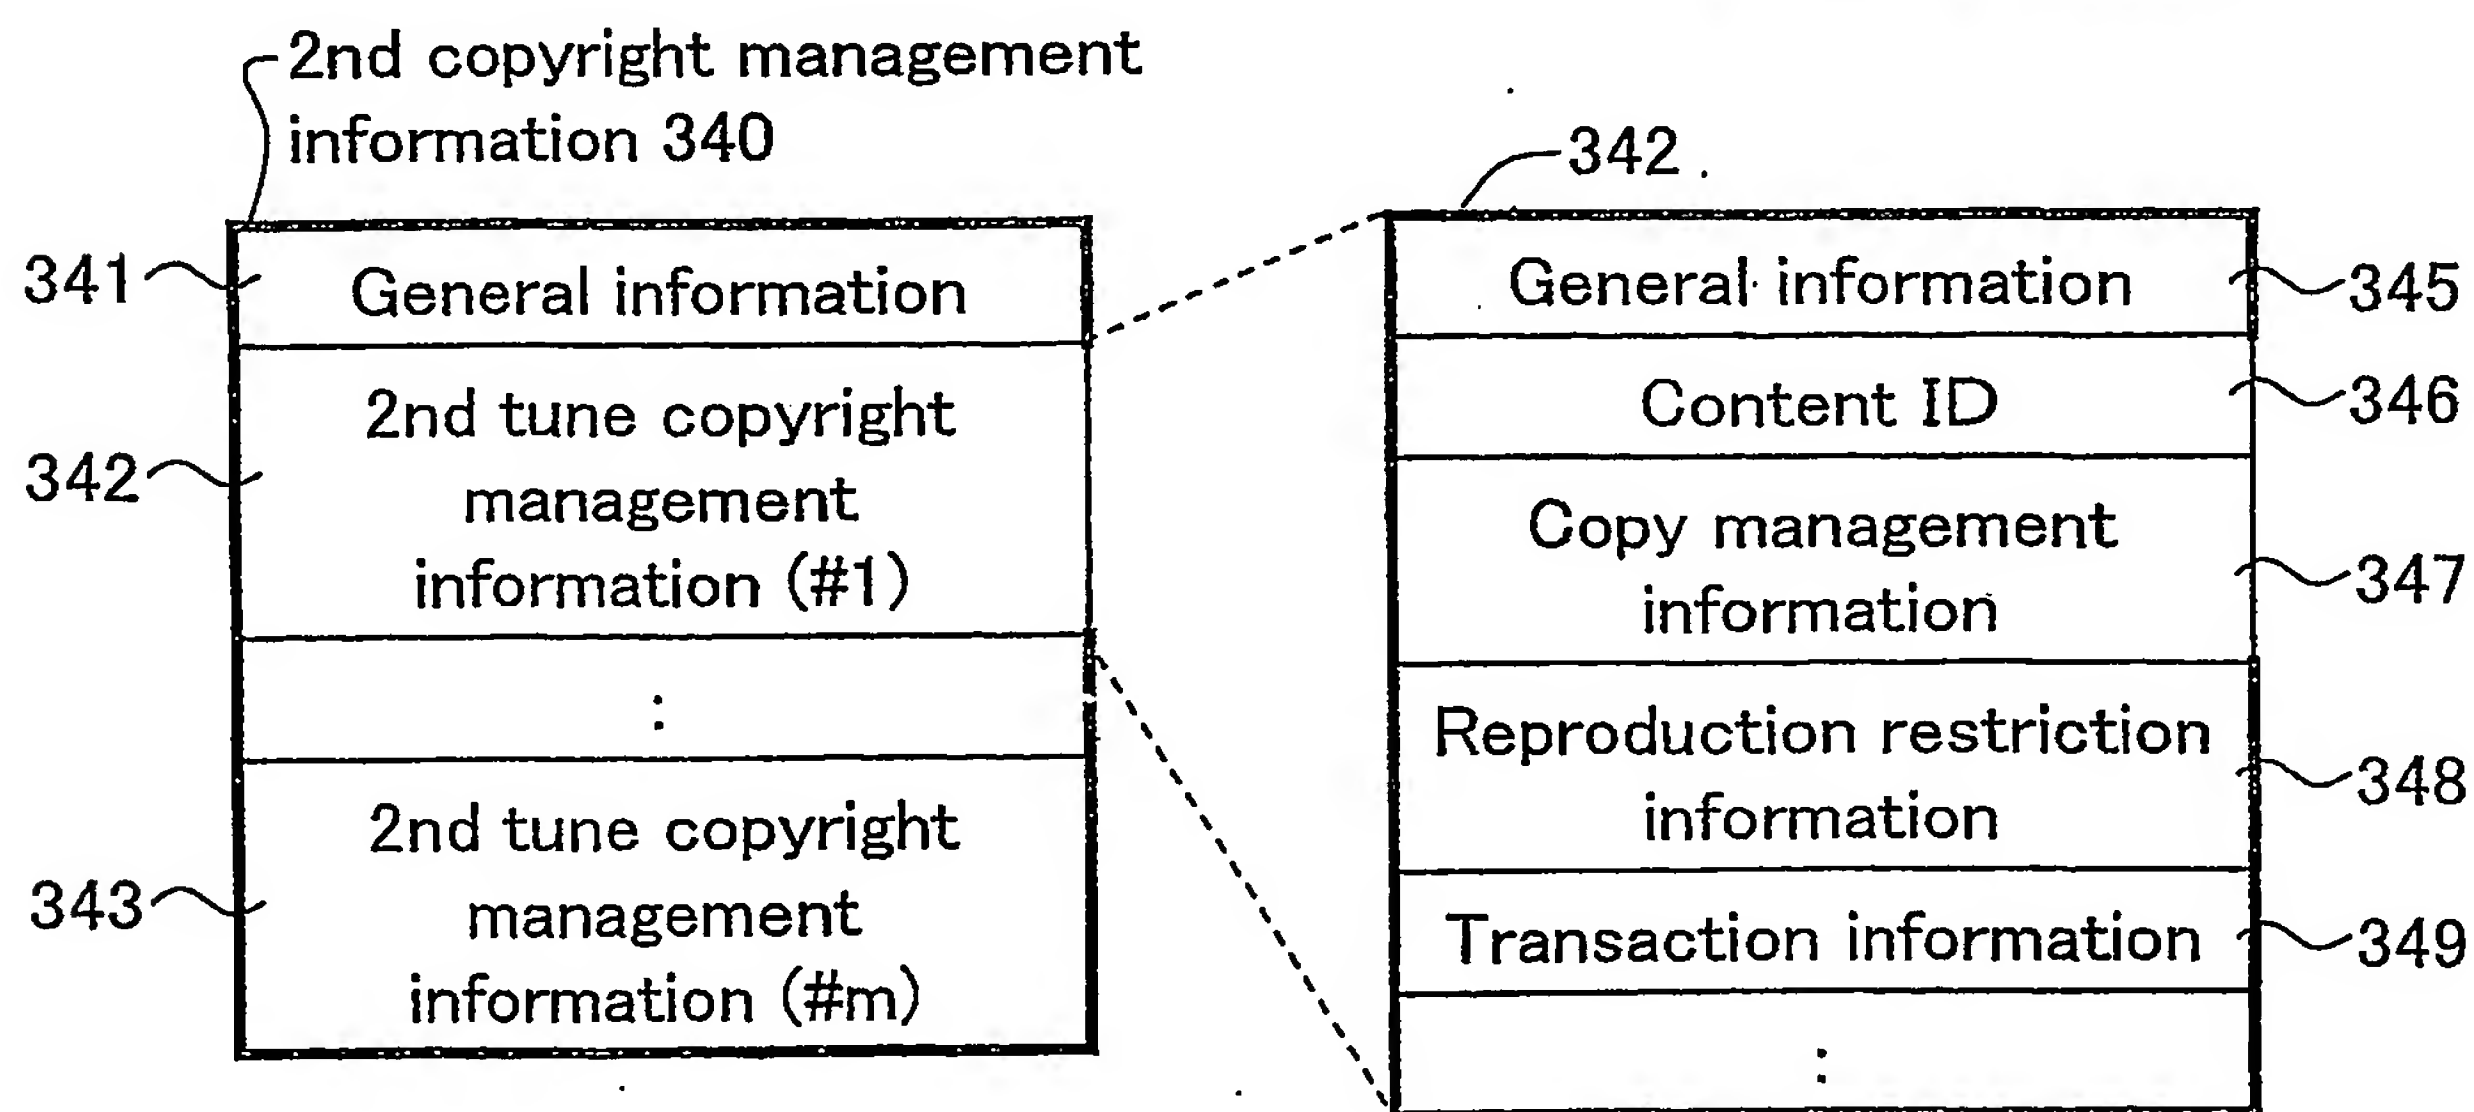 2nd copyright management
information 340
341
General information
342
2nd tune copyright
management
information (#1)
:
343
2nd tune copyright
management
information (#m)
342
General information
345
Content ID
346
Copy management
information
347
Reproduction restriction
information
348
Transaction information
349
: